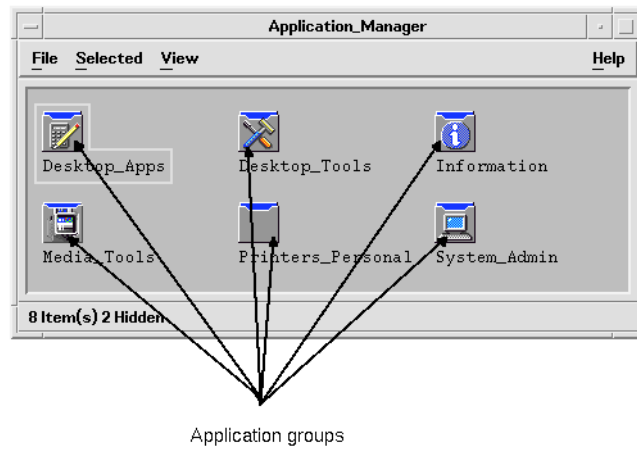 Application_Manager
File Selected View Help
Desktop_Apps Desktop_Tools Information
Media_Tools Printers_Personal System_Admin
8 Item(s) 2 Hidden
Application groups